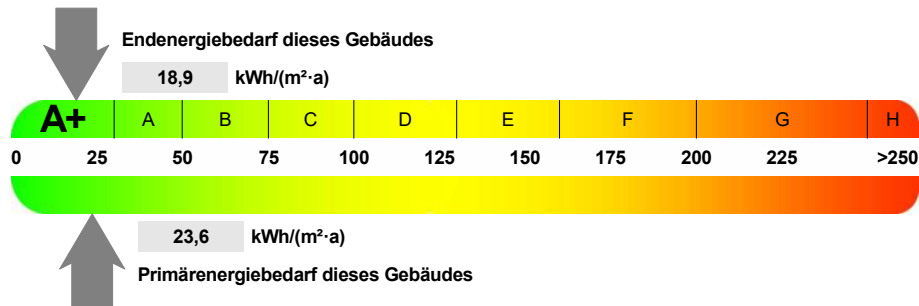 Endenergiebedarf dieses Gebäudes
18,9 kWh/(m²·a)
A+ A B C D E F G H
0 25 50 75 100 125 150 175 200 225 >250
23,6 kWh/(m²·a)
Primärenergiebedarf dieses Gebäudes